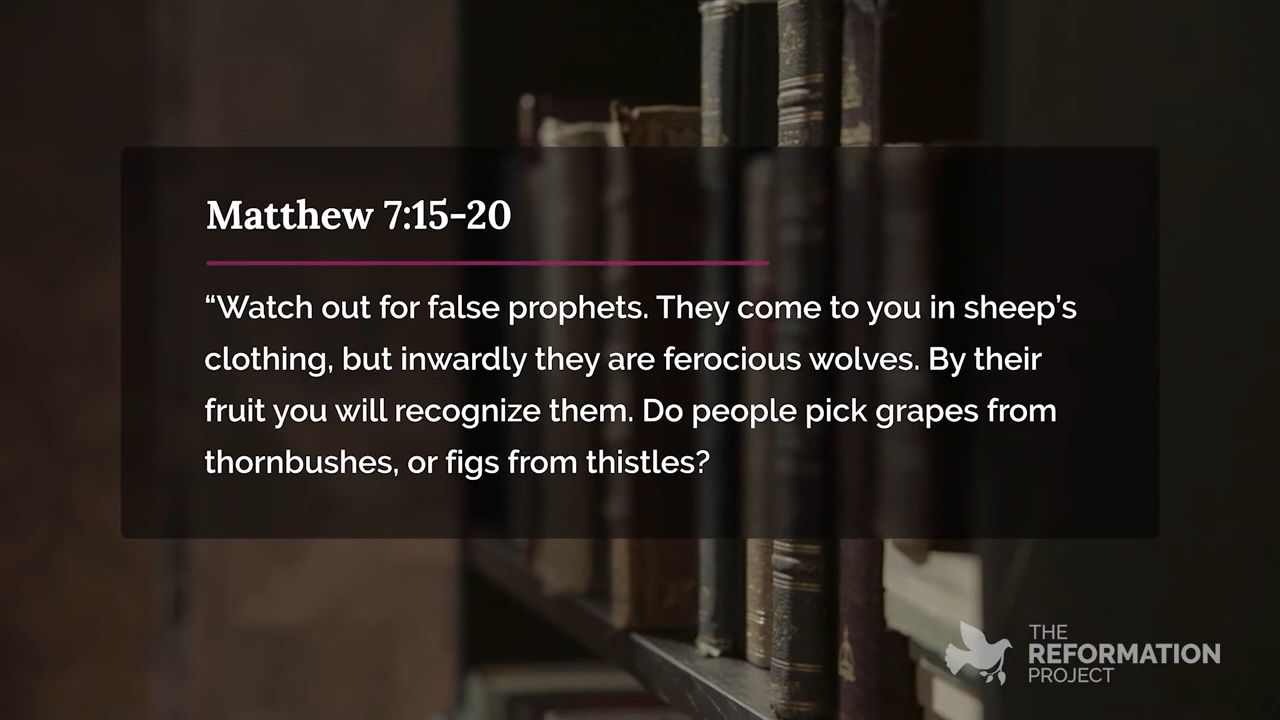 Matthew 7:15-20
“Watch out for false prophets. They come to you in sheep’s
clothing, but inwardly they are ferocious wolves. By their
fruit you will recognize them. Do people pick grapes from
thornbushes, or figs from thistles?
THE
REFORMATION
PROJECT